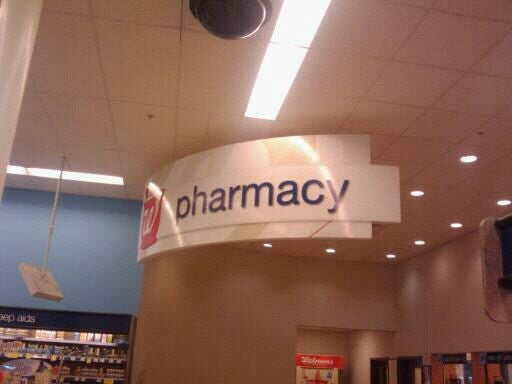 w pharmacy
eep aids
Walgreens